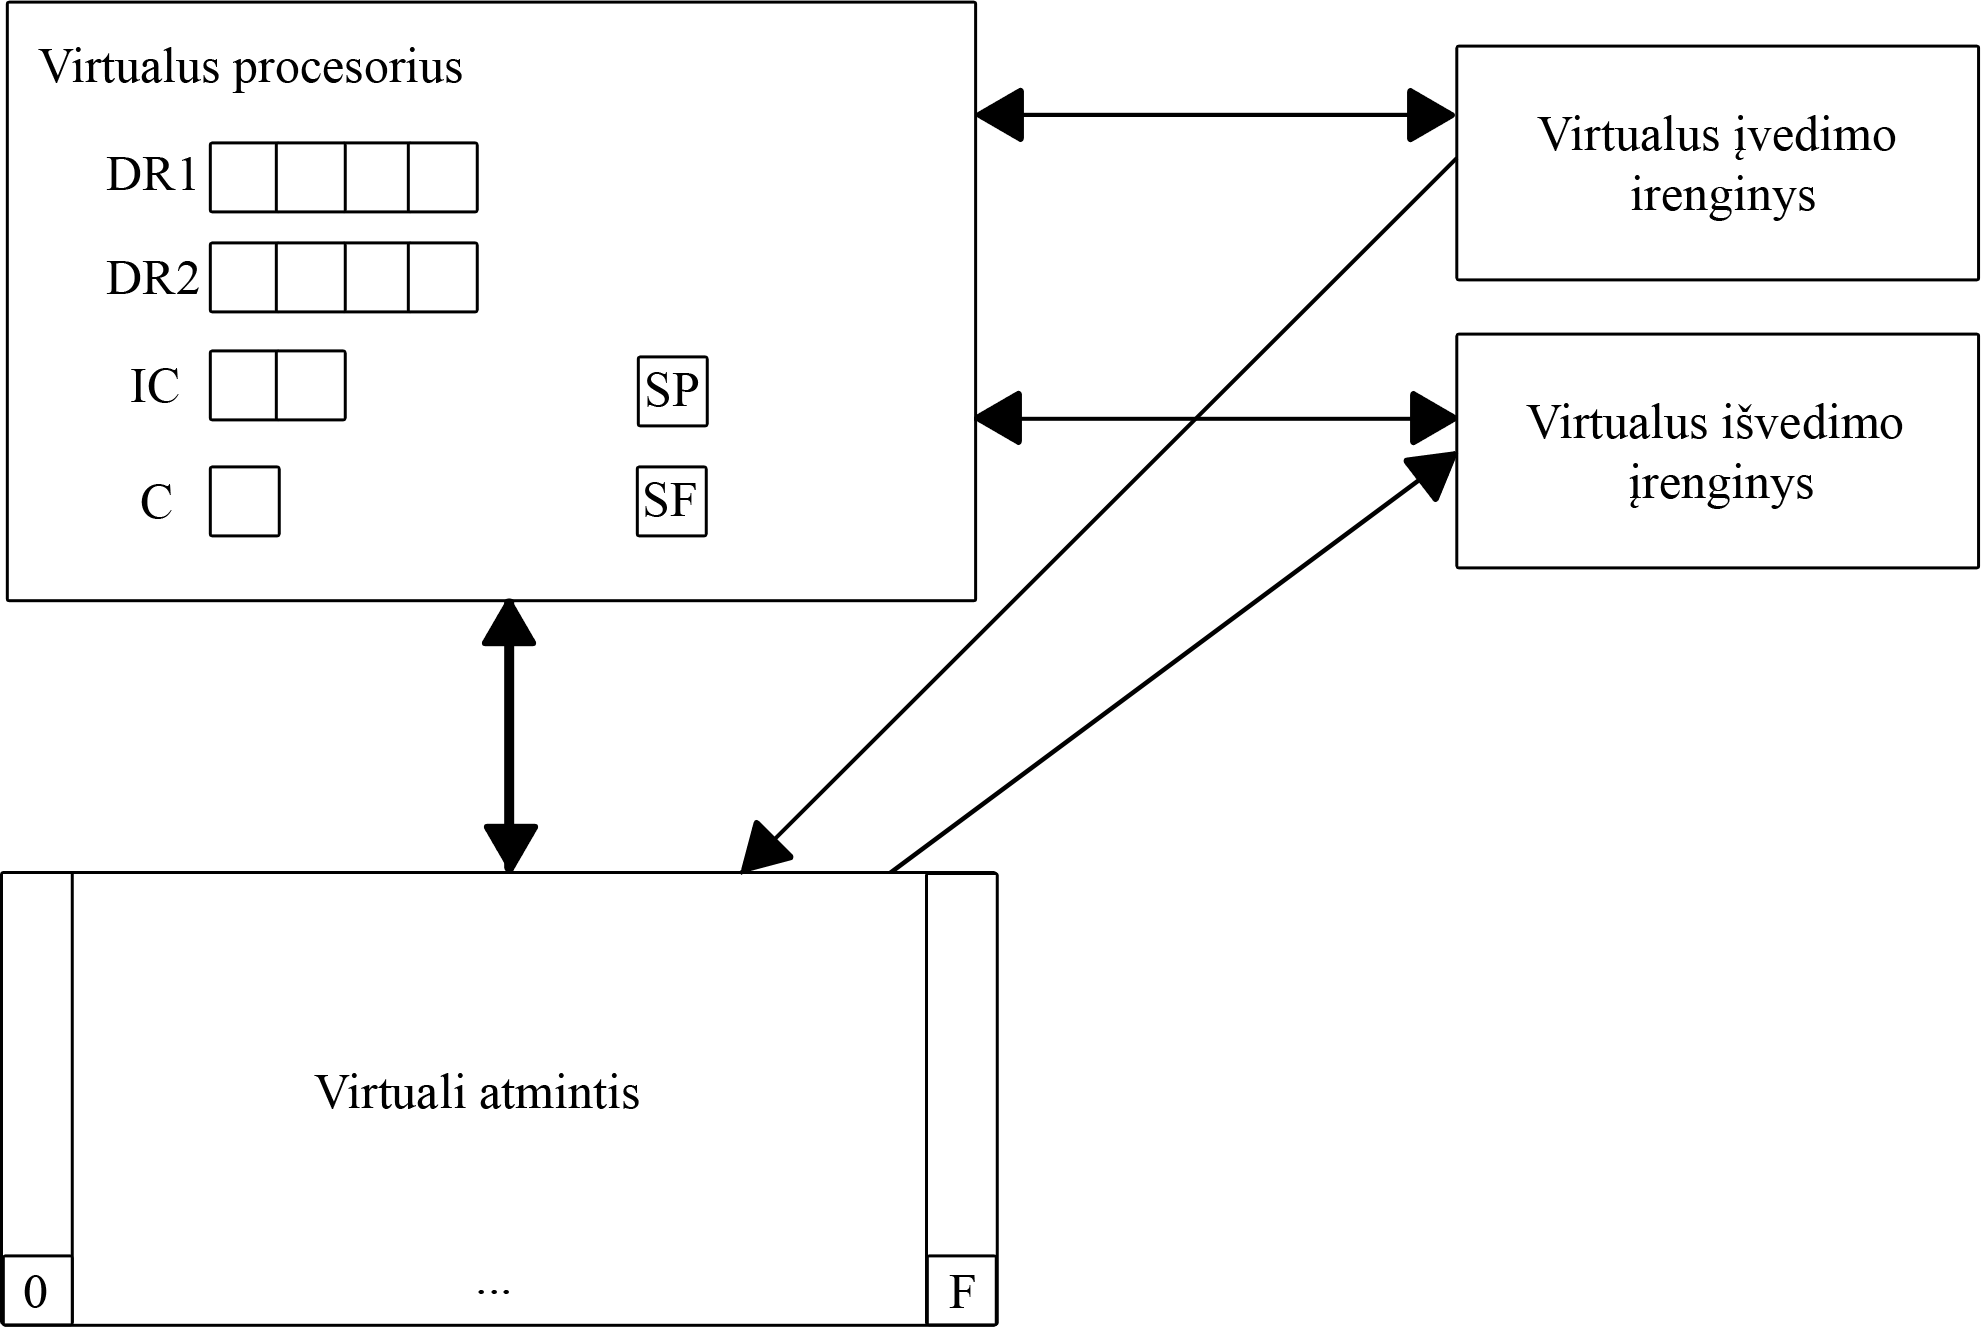 Virtualus procesorius
DR1
DR2
IC
SP
C
SF
Virtualus įvedimo
irenginys
Virtualus išvedimo
įrenginys
Virtuali atmintis
0
...
F